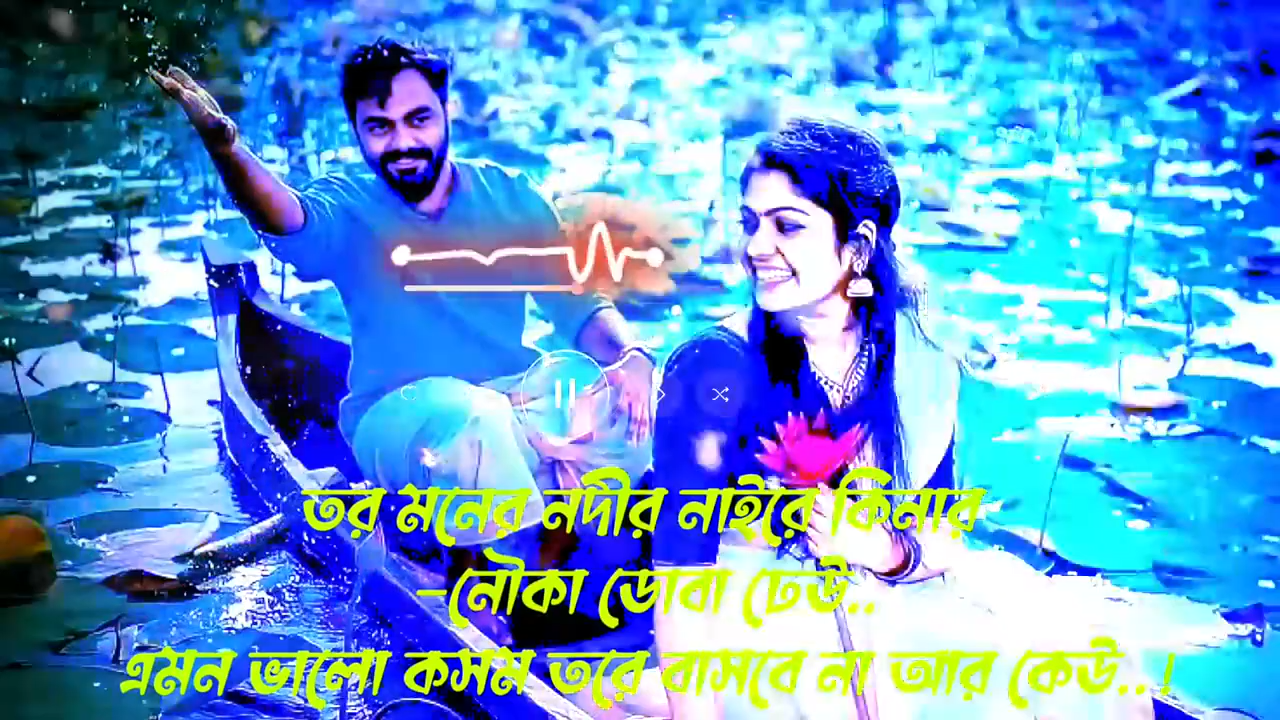 তর মনের নদীর নাইরে কিনার
-নৌকা ডোবা ঢেউ..
এমন ভালো কসম তরে বাসবে না আর কেউ..।